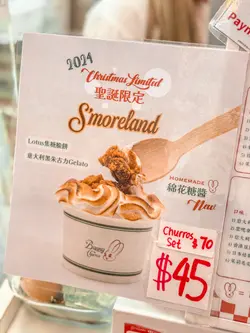 2024
Christmas Limited
聖誕限定
S'moreland
Lotus焦糖脆餅
意大利黑朱古力Gelato
HOMEMADE
綿花糖醬
New
Churros
Set $70
$45